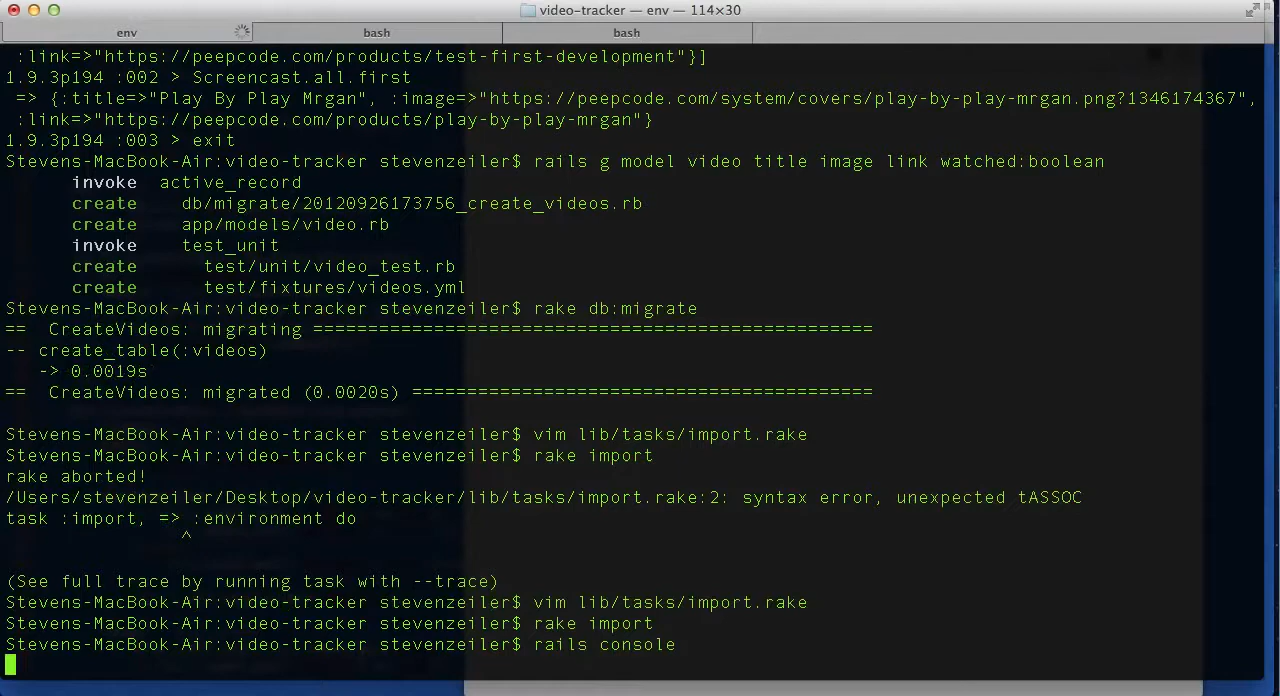 video-tracker — env — 114×30
env bash bash
:link=>"https://peepcode.com/products/test-first-development"}]
1.9.3p194 :002 > Screencast.all.first
=> {:title=>"Play By Play Mrgan", :image=>"https://peepcode.com/system/covers/play-by-play-mrgan.png?1346174367",
:link=>"https://peepcode.com/products/play-by-play-mrgan"}
1.9.3p194 :003 > exit
Stevens-MacBook-Air:video-tracker stevenzeiler$ rails g model video title image link watched:boolean
invoke  active_record
create    db/migrate/20120926173756_create_videos.rb
create    app/models/video.rb
invoke    test_unit
create      test/unit/video_test.rb
create      test/fixtures/videos.yml
Stevens-MacBook-Air:video-tracker stevenzeiler$ rake db:migrate
==  CreateVideos: migrating ===================================================
-- create_table(:videos)
   -> 0.0019s
==  CreateVideos: migrated (0.0020s) ==========================================
Stevens-MacBook-Air:video-tracker stevenzeiler$ vim lib/tasks/import.rake
Stevens-MacBook-Air:video-tracker stevenzeiler$ rake import
rake aborted!
/Users/stevenzeiler/Desktop/video-tracker/lib/tasks/import.rake:2: syntax error, unexpected tASSOC
task :import, => :environment do
^
(See full trace by running task with --trace)
Stevens-MacBook-Air:video-tracker stevenzeiler$ vim lib/tasks/import.rake
Stevens-MacBook-Air:video-tracker stevenzeiler$ rake import
Stevens-MacBook-Air:video-tracker stevenzeiler$ rails console